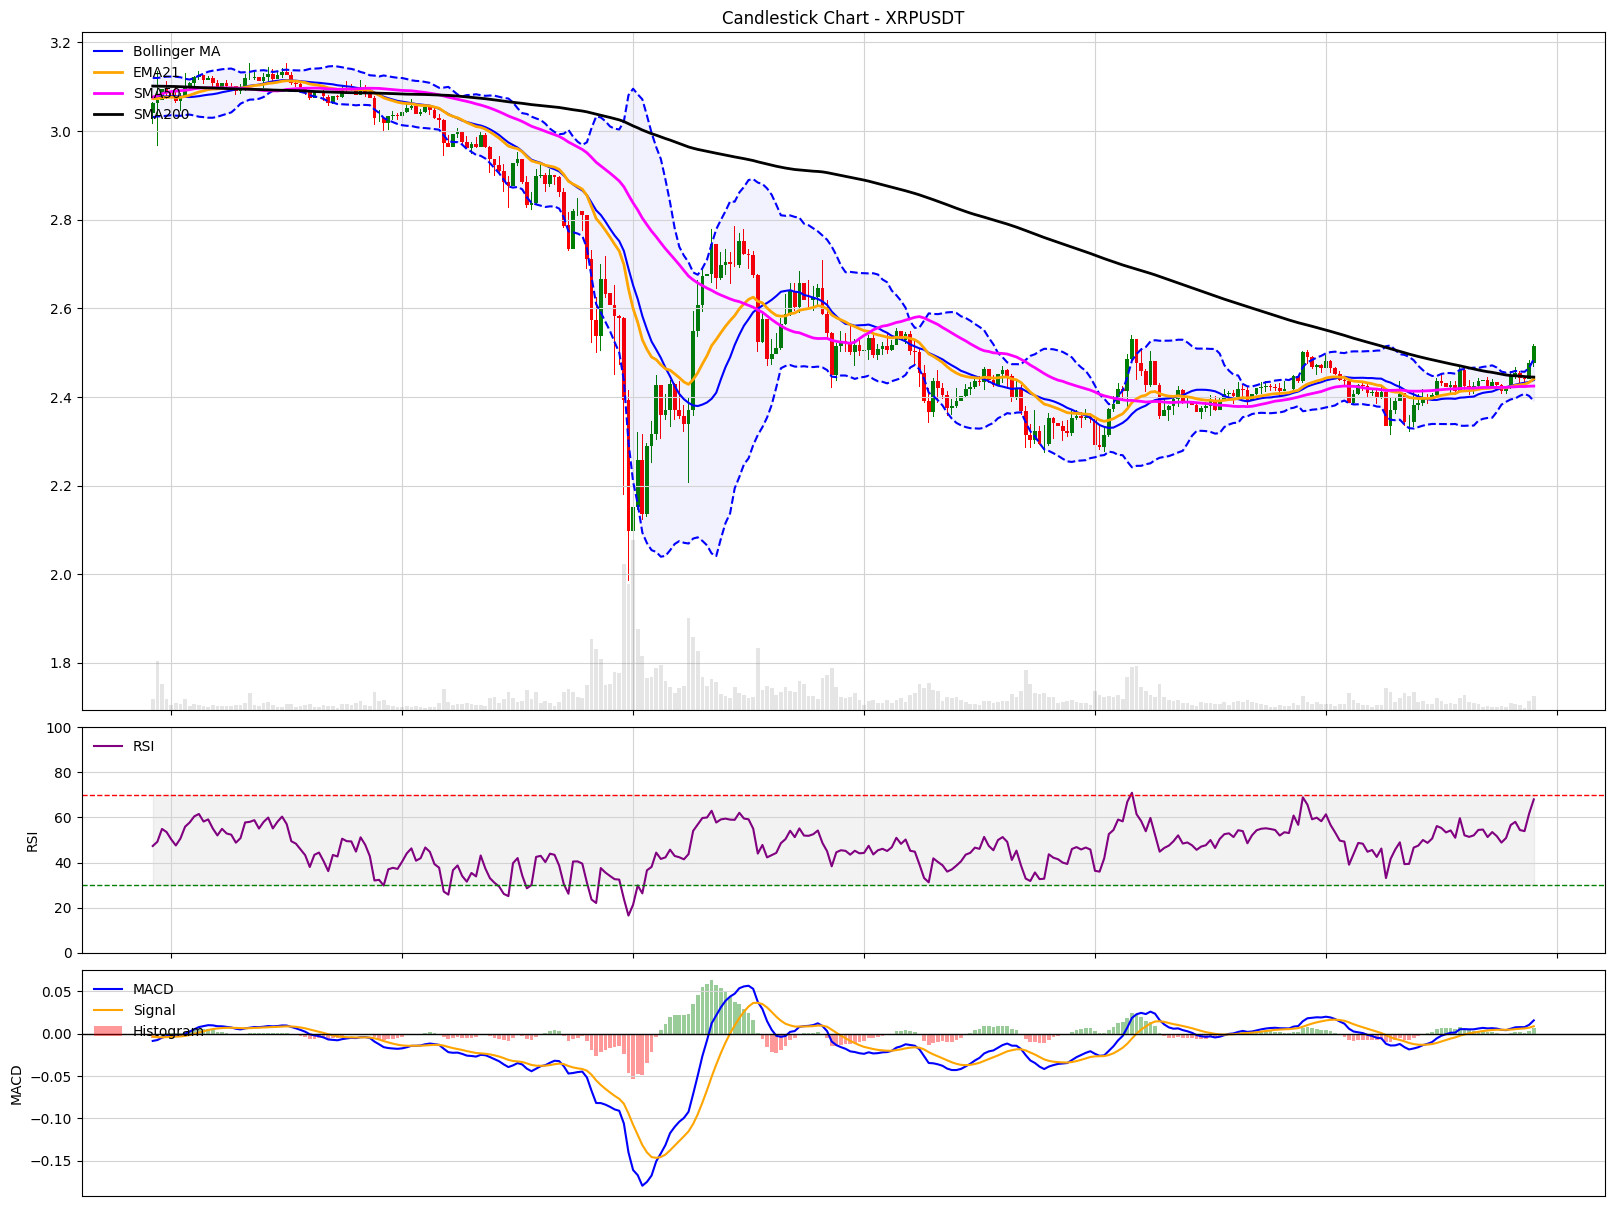 Candlestick Chart - XRPUSDT
3.2
3.0
2.8
2.6
2.4
2.2
2.0
1.8
Bollinger MA
EMA21
SMA50
SMA200
100
80
60
40
20
0
RSI
RSI
0.05
0.00
−0.05
−0.10
−0.15
MACD
MACD
Signal
Histogram